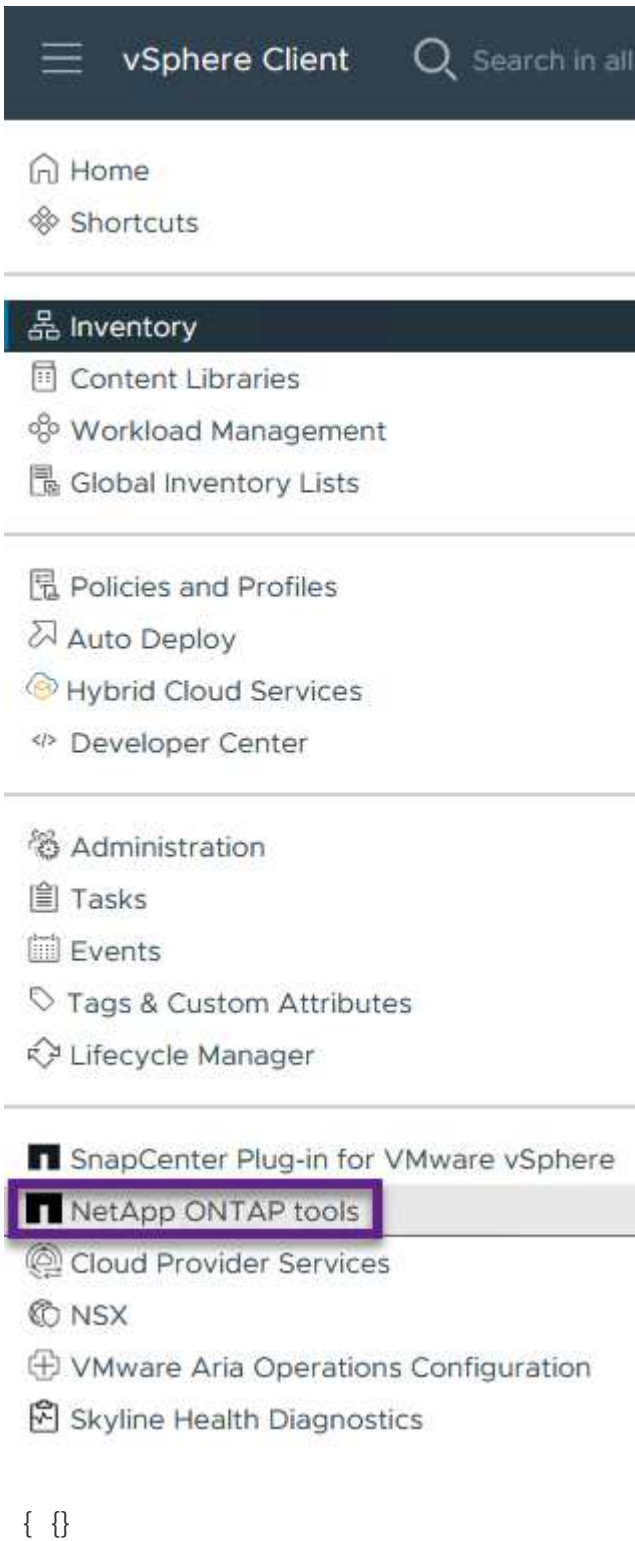 vSphere Client
Search in all
Home
Shortcuts
Inventory
Content Libraries
Workload Management
Global Inventory Lists
Policies and Profiles
Auto Deploy
Hybrid Cloud Services
</> Developer Center
Administration
Tasks
Events
Tags & Custom Attributes
Lifecycle Manager
SnapCenter Plug-in for VMware vSphere
NetApp ONTAP tools
Cloud Provider Services
NSX
VMware Aria Operations Configuration
Skyline Health Diagnostics
{ {}